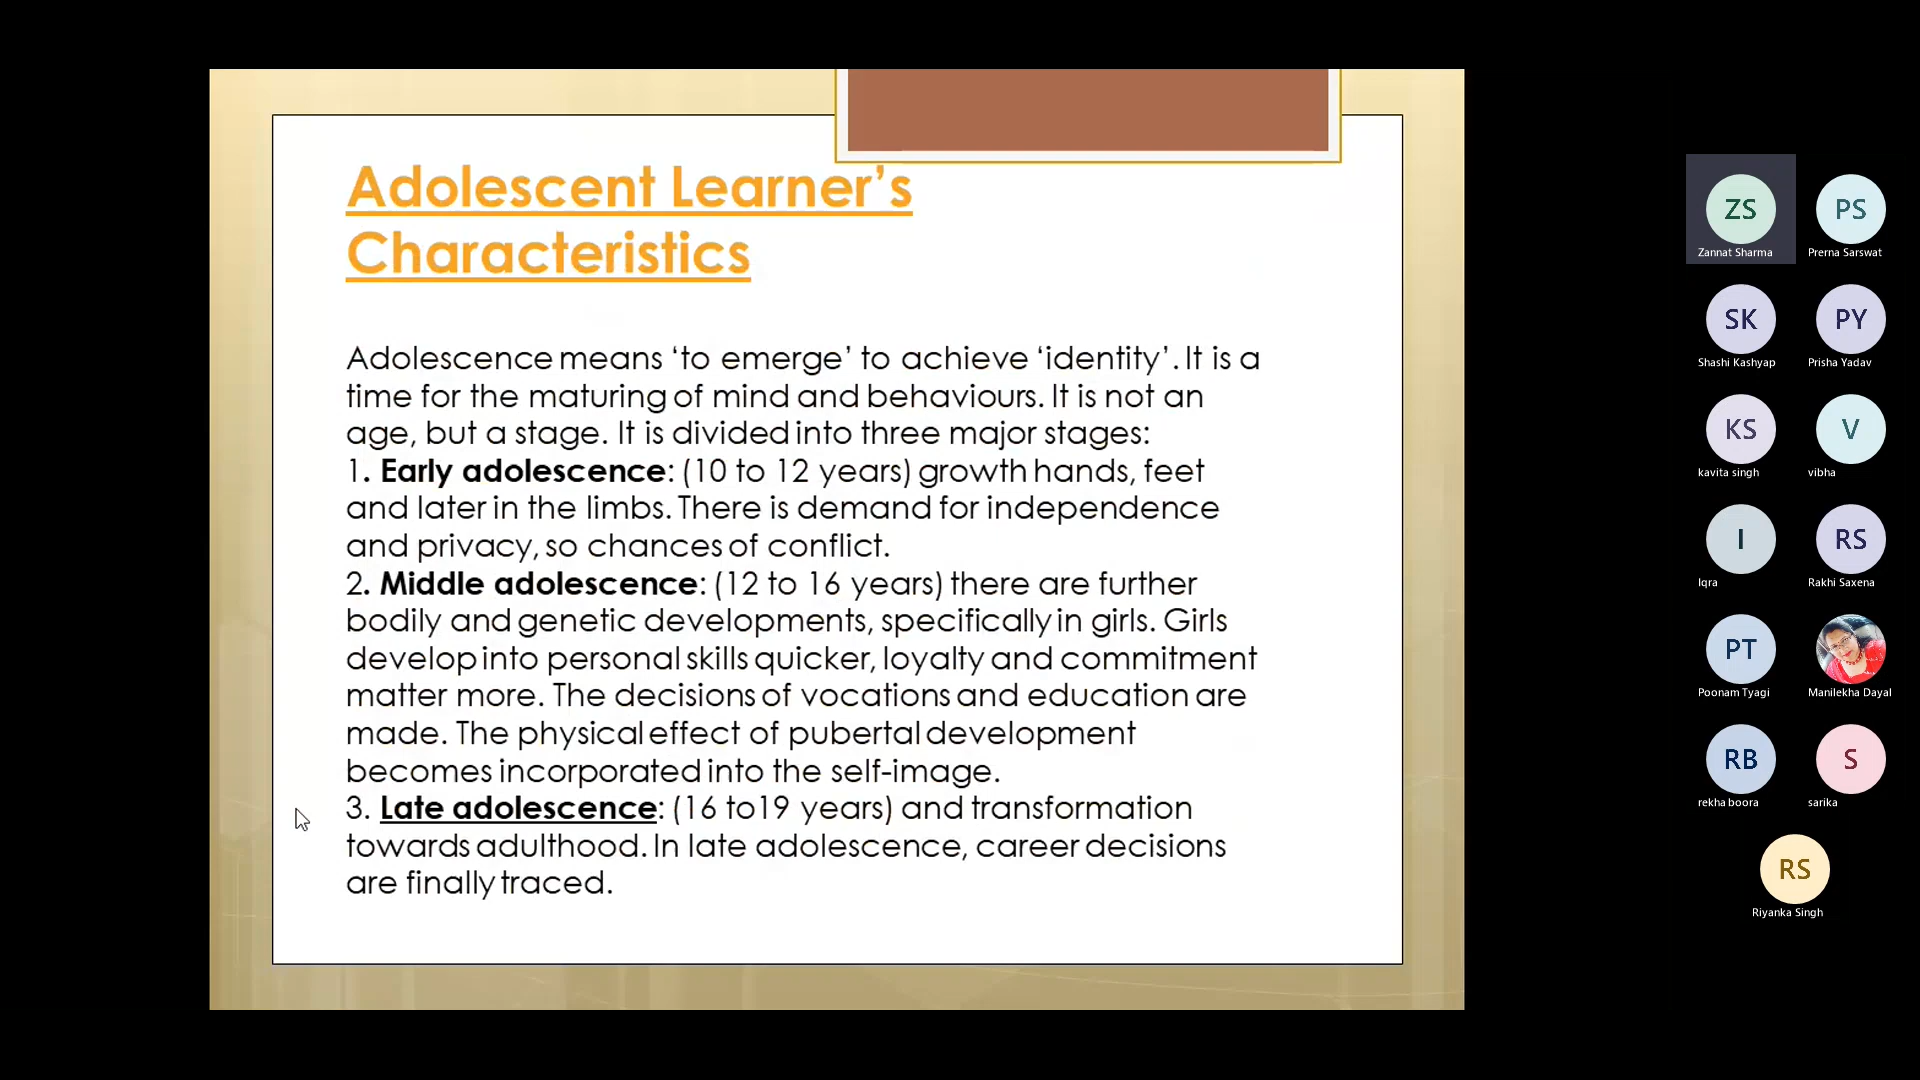 Adolescent Learner’s
Characteristics
Adolescence means ‘to emerge’ to achieve ‘identity’. It is a
time for the maturing of mind and behaviours. It is not an
age, but a stage. It is divided into three major stages:
1. Early adolescence: (10 to 12 years) growth hands, feet
and later in the limbs. There is demand for independence
and privacy, so chances of conflict.
2. Middle adolescence: (12 to 16 years) there are further
bodily and genetic developments, specifically in girls. Girls
develop into personal skills quicker, loyalty and commitment
matter more. The decisions of vocations and education are
made. The physical effect of pubertal development
becomes incorporated into the self-image.
3. Late adolescence: (16 to19 years) and transformation
towards adulthood. In late adolescence, career decisions
are finally traced.
ZS
Zannat Sharma
PS
Prerna Sarswat
SK
Shashi Kashyap
PY
Prisha Yadav
KS
kavita singh
V
vibha
I
Iqra
RS
Rakhi Saxena
PT
Poonam Tyagi
Manilekha Dayal
RB
rekha boora
S
sarika
RS
Riyanka Singh